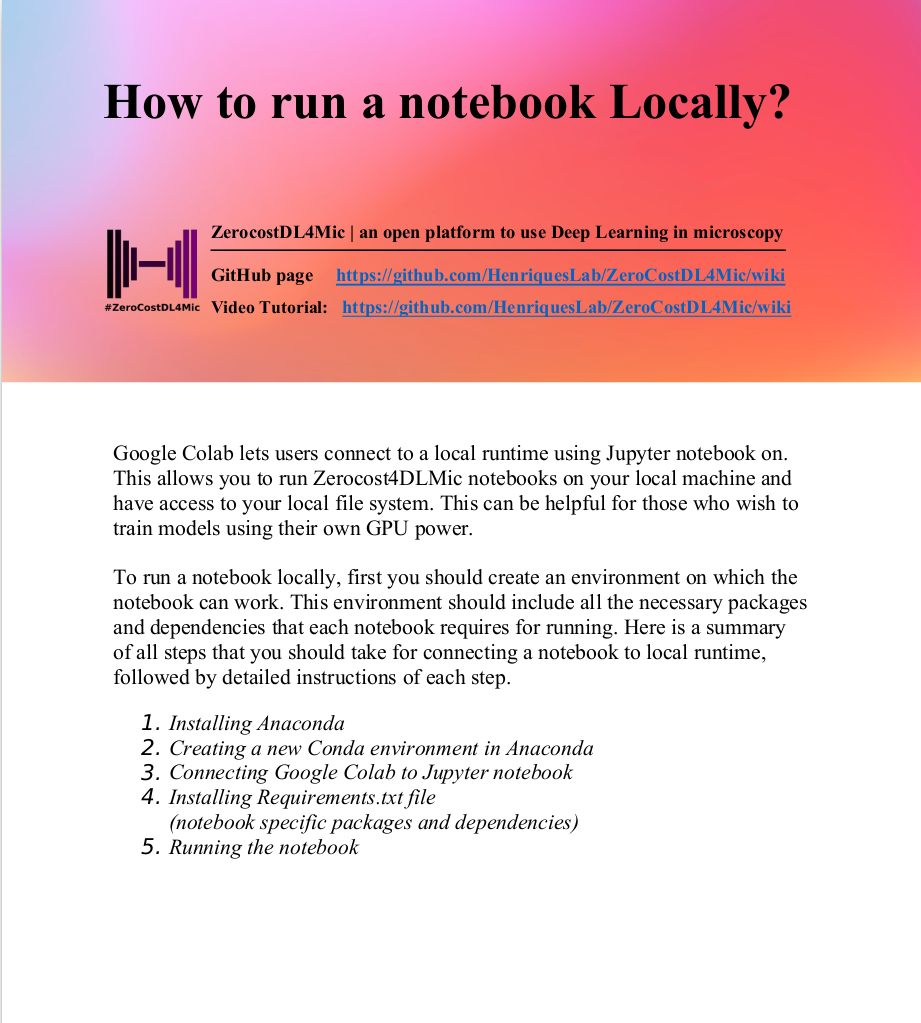 How to run a notebook Locally?
ZerocostDL4Mic | an open platform to use Deep Learning in microscopy
GitHub page https://github.com/HenriquesLab/ZeroCostDL4Mic/wiki
#ZeroCostDL4Mic Video Tutorial: https://github.com/HenriquesLab/ZeroCostDL4Mic/wiki
Google Colab lets users connect to a local runtime using Jupyter notebook on.
This allows you to run Zerocost4DLMic notebooks on your local machine and
have access to your local file system. This can be helpful for those who wish to
train models using their own GPU power.
To run a notebook locally, first you should create an environment on which the
notebook can work. This environment should include all the necessary packages
and dependencies that each notebook requires for running. Here is a summary
of all steps that you should take for connecting a notebook to local runtime,
followed by detailed instructions of each step.
1. Installing Anaconda
2. Creating a new Conda environment in Anaconda
3. Connecting Google Colab to Jupyter notebook
4. Installing Requirements.txt file
(notebook specific packages and dependencies)
5. Running the notebook